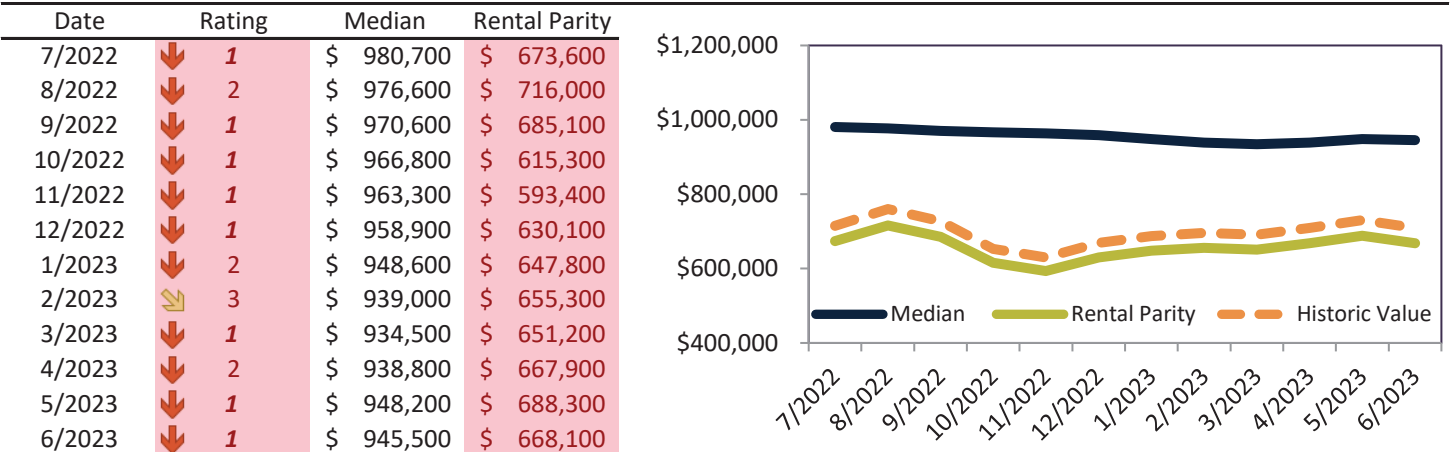 Date Rating Median Rental Parity
7/2022 1 $ 980,700 $ 673,600
8/2022 2 $ 976,600 $ 716,000
9/2022 1 $ 970,600 $ 685,100
10/2022 1 $ 966,800 $ 615,300
11/2022 1 $ 963,300 $ 593,400
12/2022 1 $ 958,900 $ 630,100
1/2023 2 $ 948,600 $ 647,800
2/2023 3 $ 939,000 $ 655,300
3/2023 1 $ 934,500 $ 651,200
4/2023 2 $ 938,800 $ 667,900
5/2023 1 $ 948,200 $ 688,300
6/2023 1 $ 945,500 $ 668,100
$1,200,000
$1,000,000
$800,000
$600,000
$400,000
Median Rental Parity Historic Value
7/2022 8/2022 9/2022 10/2022 11/2022 12/2022 1/2023 2/2023 3/2023 4/2023 5/2023 6/2023